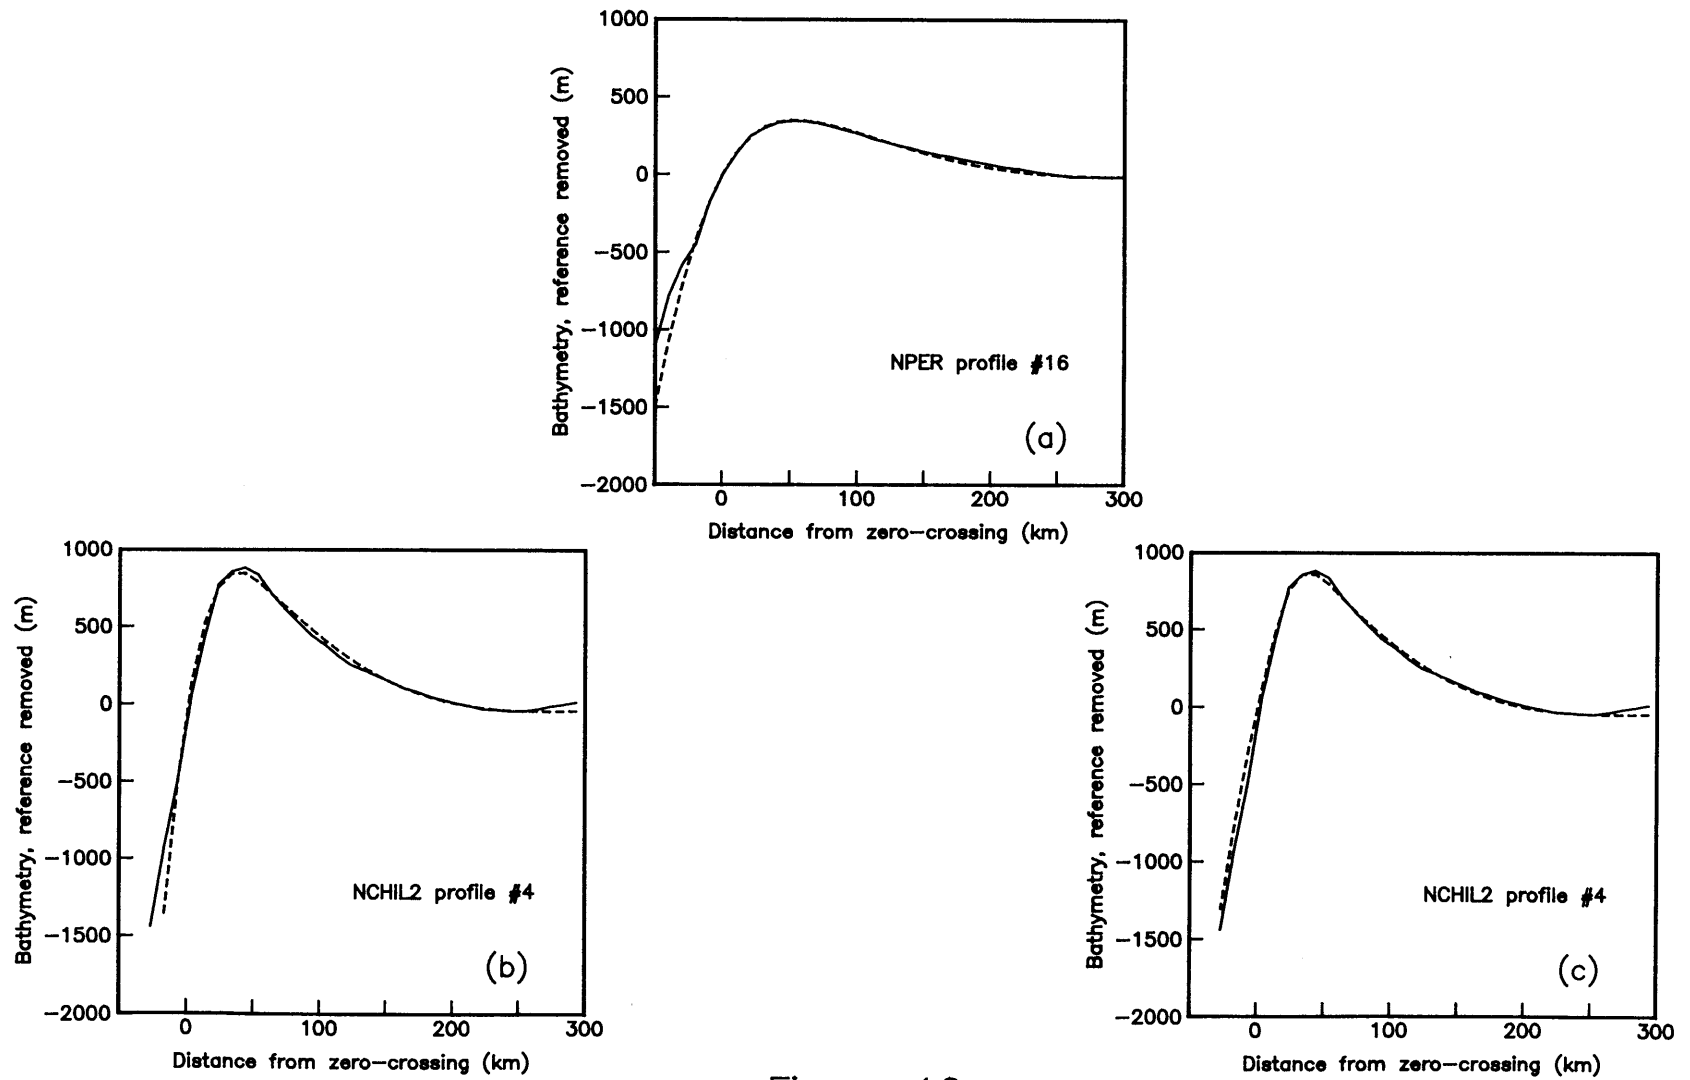 1000
500
0
−500
−1000
−1500
−2000
Bathymetry, reference removed (m)
NPER profile #16
(a)
0 100 200 300
Distance from zero−crossing (km)
1000
500
0
−500
−1000
−1500
−2000
Bathymetry, reference removed (m)
NCHIL2 profile #4
(b)
0 100 200 300
Distance from zero−crossing (km)
1000
500
0
−500
−1000
−1500
−2000
Bathymetry, reference removed (m)
NCHIL2 profile #4
(c)
0 100 200 300
Distance from zero−crossing (km)